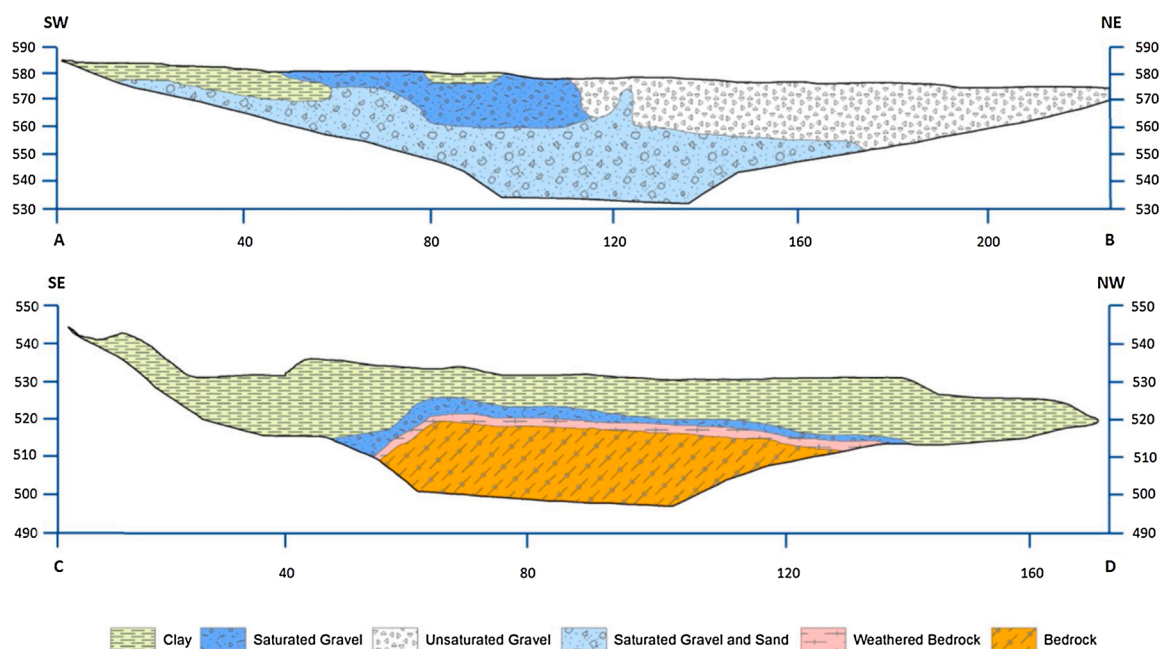 SW NE
590 590
580 580
570 570
560 560
550 550
540 540
530 530
40 80 120 160 200
A B
SE NW
550 550
540 540
530 530
520 520
510 510
500 500
490 490
C 40 80 120 160 D
Clay Saturated Gravel Unsaturated Gravel Saturated Gravel and Sand Weathered Bedrock Bedrock